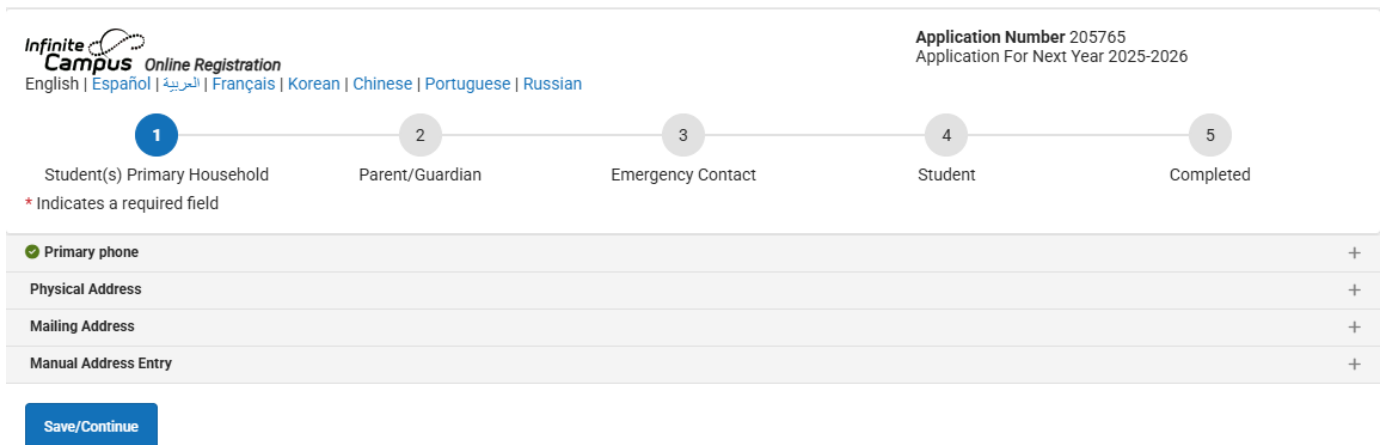 Infinite Campus Online Registration
Application Number 205765
Application For Next Year 2025-2026
English | Español | العربية | Français | Korean | Chinese | Portuguese | Russian
1 2 3 4 5
Student(s) Primary Household Parent/Guardian Emergency Contact Student Completed
* Indicates a required field
Primary phone +
Physical Address +
Mailing Address +
Manual Address Entry +
Save/Continue